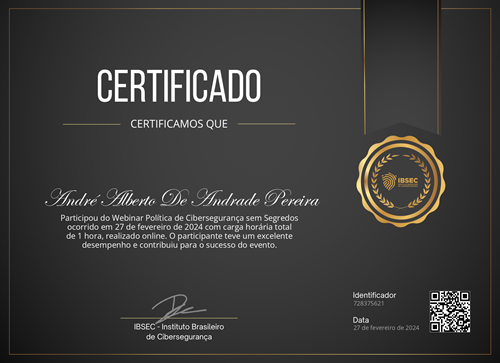 CERTIFICADO
CERTIFICAMOS QUE
IBSEC
André Alberto De Andrade Pereira
Participou do Webinar Política de Cibersegurança sem Segredos
ocorrido em 27 de fevereiro de 2024 com carga horária total
de 1 hora, realizado online. O participante teve um excelente
desempenho e contribuiu para o sucesso do evento.
IBSEC - Instituto Brasileiro
de Cibersegurança
Identificador
728375621
Data
27 de fevereiro de 2024